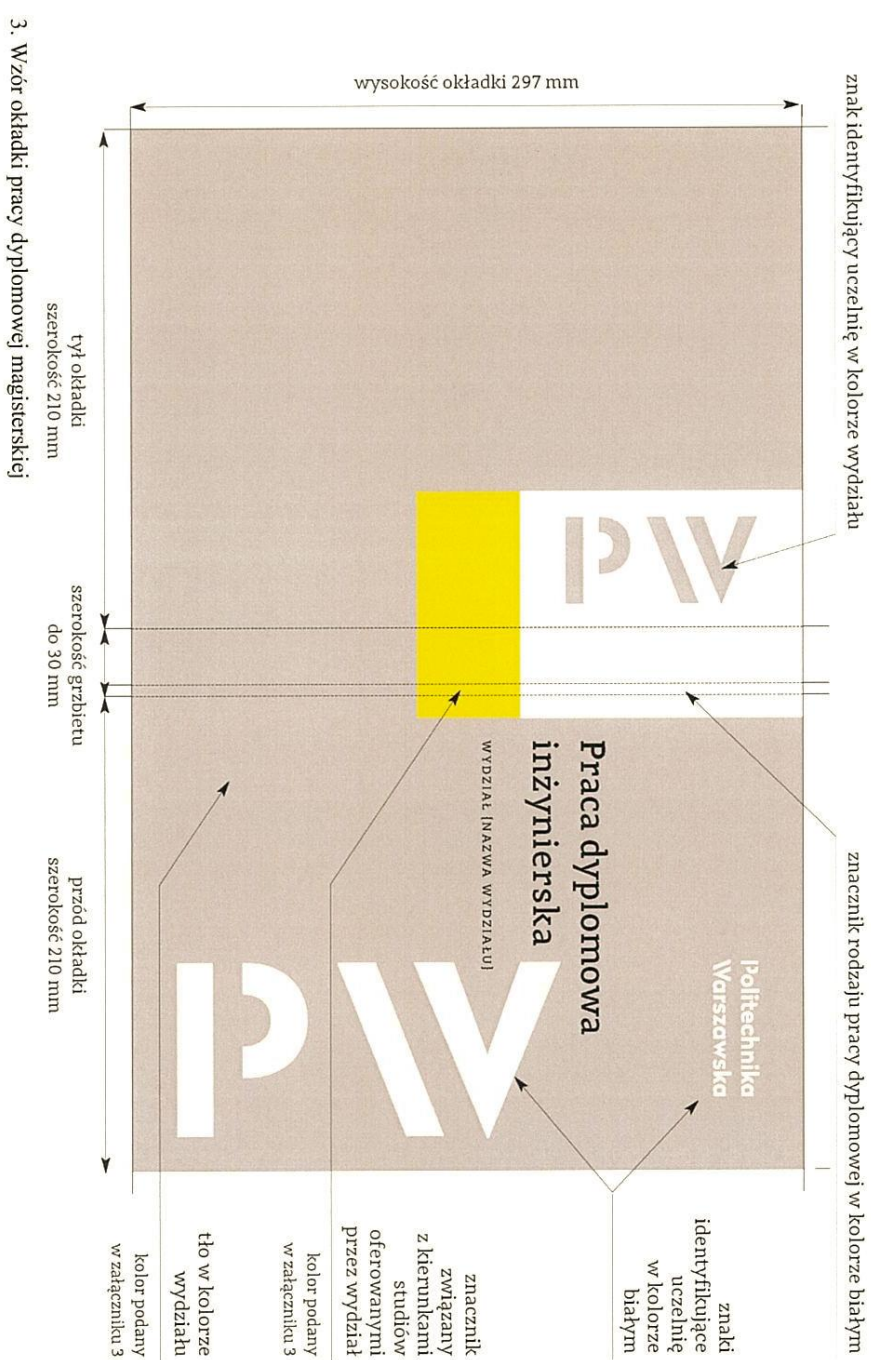 znak identyfikujący uczelnię w kolorze wydziału
znacznik rodzaju pracy dyplomowej w kolorze białym
wysokość okładki 297 mm
PW
Politechnika
Warszawska
Praca dyplomowa
inżynierska
WYDZIAŁ [NAZWA WYDZIAŁU]
PW
znaki
identyfikujące
uczelnię
w kolorze
białym
znacznik
związany
z kierunkami
studiów
oferowanymi
przez wydział
kolor podany
w załączniku 3
tło w kolorze
wydziału
kolor podany
w załączniku 3
tył okładki
szerokość 210 mm
szerokość grzbietu
do 30 mm
przód okładki
szerokość 210 mm
3. Wzór okładki pracy dyplomowej magisterskiej